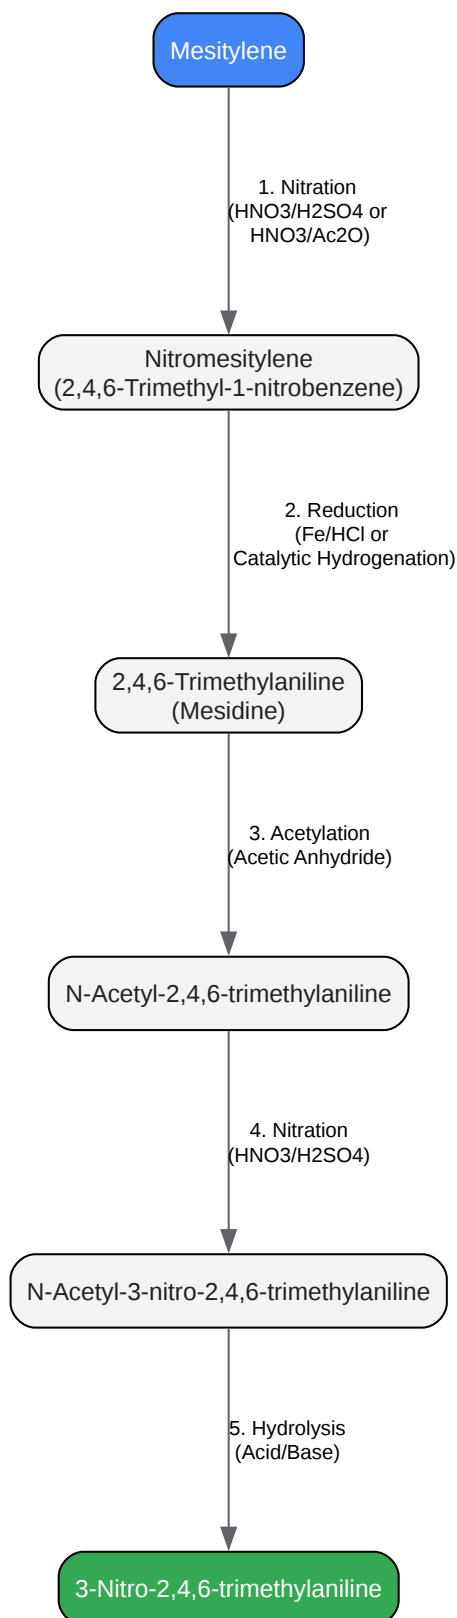 Mesitylene
1. Nitration
(HNO3/H2SO4 or
HNO3/Ac2O)
Nitromesitylene
(2,4,6-Trimethyl-1-nitrobenzene)
2. Reduction
(Fe/HCl or
Catalytic Hydrogenation)
2,4,6-Trimethylaniline
(Mesidine)
3. Acetylation
(Acetic Anhydride)
N-Acetyl-2,4,6-trimethylaniline
4. Nitration
(HNO3/H2SO4)
N-Acetyl-3-nitro-2,4,6-trimethylaniline
5. Hydrolysis
(Acid/Base)
3-Nitro-2,4,6-trimethylaniline